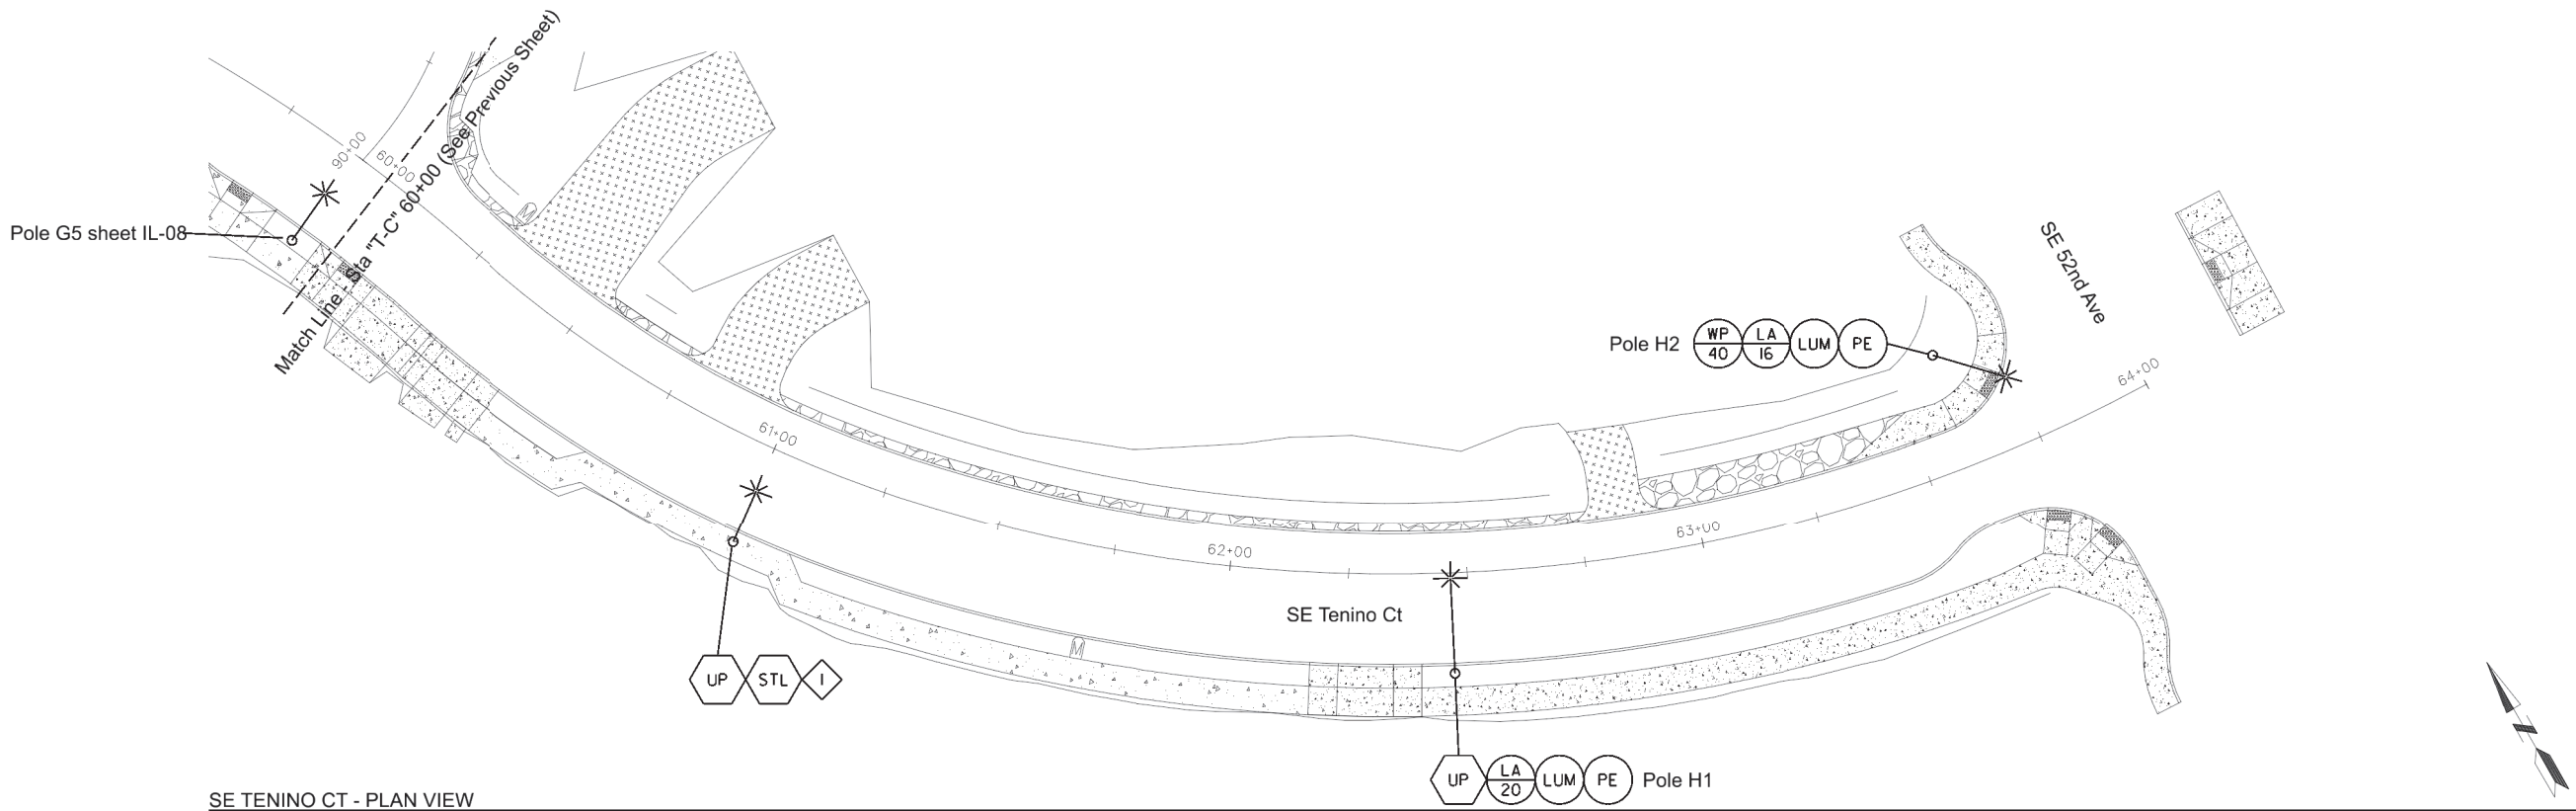 Match Line - Sta "T-C" 60+00 (See Previous Sheet)
90+00
60+00
Pole G5 sheet IL-08
M
SE 52nd Ave
Pole H2 WP 40 LA 16 LUM PE
64+00
61+00
62+00
63+00
SE Tenino Ct
M
UP STL I
UP LA 20 LUM PE Pole H1
SE TENINO CT - PLAN VIEW